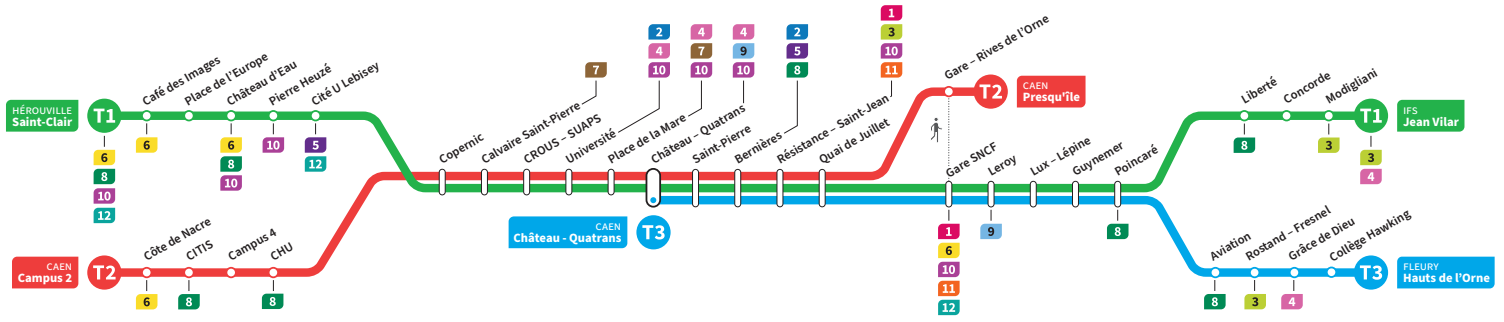 HÉROUVILLE
Saint-Clair
T1
6
8
10
12
Café des Images
6
Place de l'Europe
Château d'Eau
6
8
10
Pierre Heuzé
10
Cité U Lebisey
5
12
CAEN
Campus 2
T2
Côte de Nacre
6
CITIS
8
Campus 4
CHU
8
Copernic
Calvaire Saint-Pierre
7
CROUS – SUAPS
Université
2
4
10
Place de la Mare
4
7
10
Château – Quatrans
4
9
10
CAEN
Château - Quatrans
T3
Saint-Pierre
Bernières
2
5
8
Résistance – Saint-Jean
1
3
10
11
Quai de Juillet
Gare – Rives de l'Orne
T2
CAEN
Presqu'île
Gare SNCF
1
6
10
11
12
Leroy
9
Lux – Lépine
Guynemer
Poincaré
8
Liberté
8
Concorde
Modigliani
3
T1
IFS
Jean Vilar
3
4
Aviation
8
Rostand – Fresnel
3
Grâce de Dieu
4
Collège Hawking
T3
FLEURY
Hauts de l'Orne